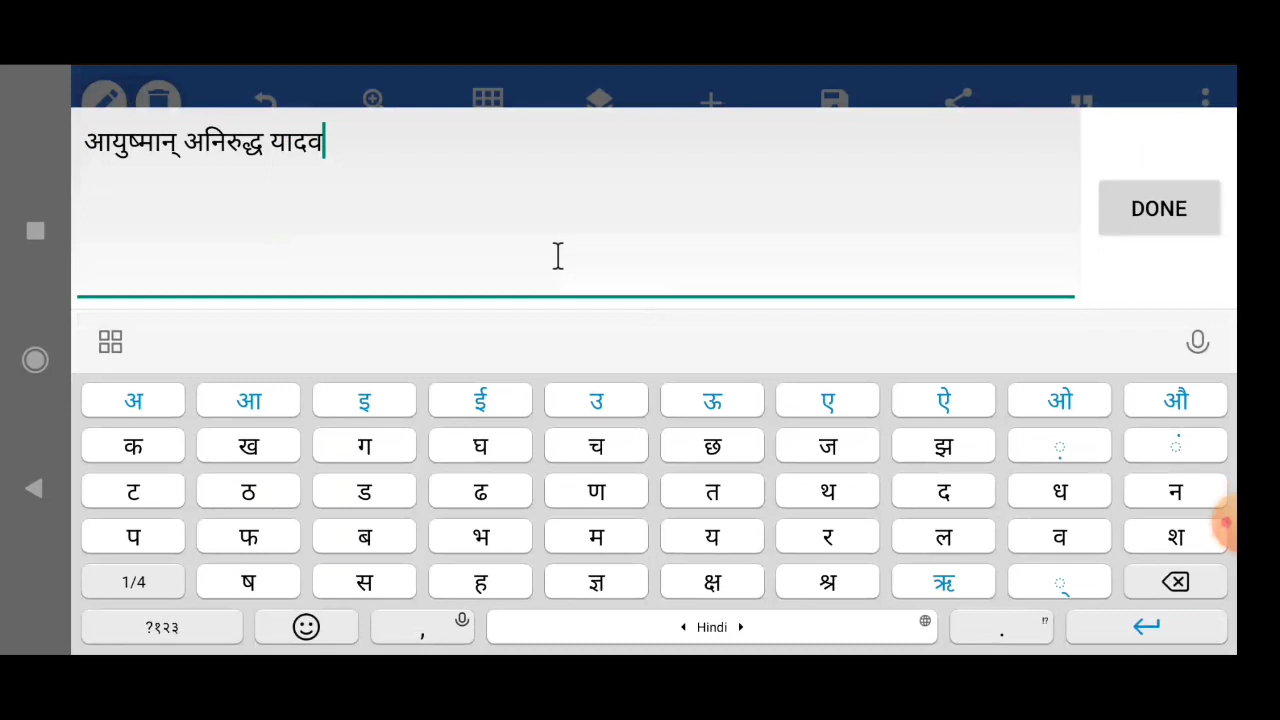 आयुष्मान् अनिरुद्ध यादव
DONE
अ आ इ ई उ ऊ ए ऐ ओ औ
क ख ग घ च छ ज झ ़ ं
ट ठ ड ढ ण त थ द ध न
प फ ब भ म य र ल व श
1/4 ष स ह ज्ञ क्ष श्र ऋ ्
?१२३ , Hindi . !?